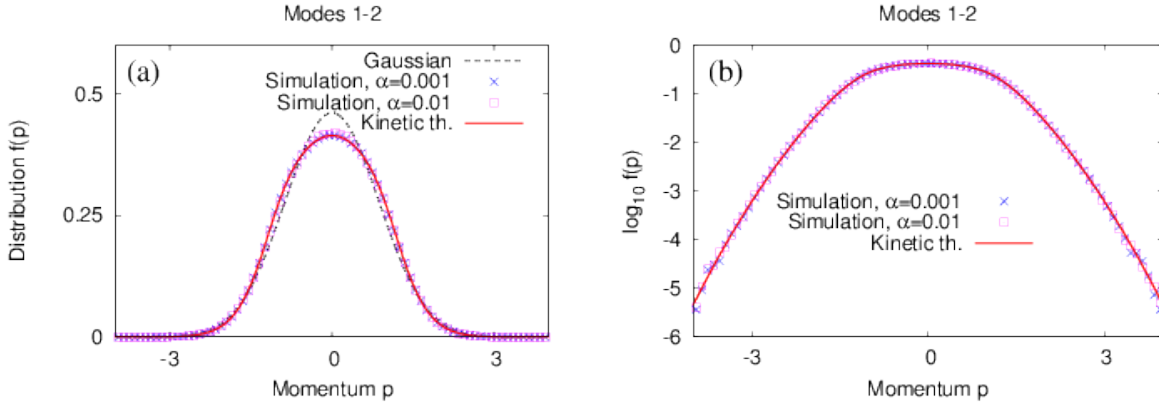 Modes 1-2
(a)
Gaussian
Simulation, α=0.001
Simulation, α=0.01
Kinetic th.
Distribution f(p)
0.5
0.25
0
-3
0
3
Momentum p
Modes 1-2
(b)
Simulation, α=0.001
Simulation, α=0.01
Kinetic th.
log10 f(p)
0
-1
-2
-3
-4
-5
-6
-3
0
3
Momentum p